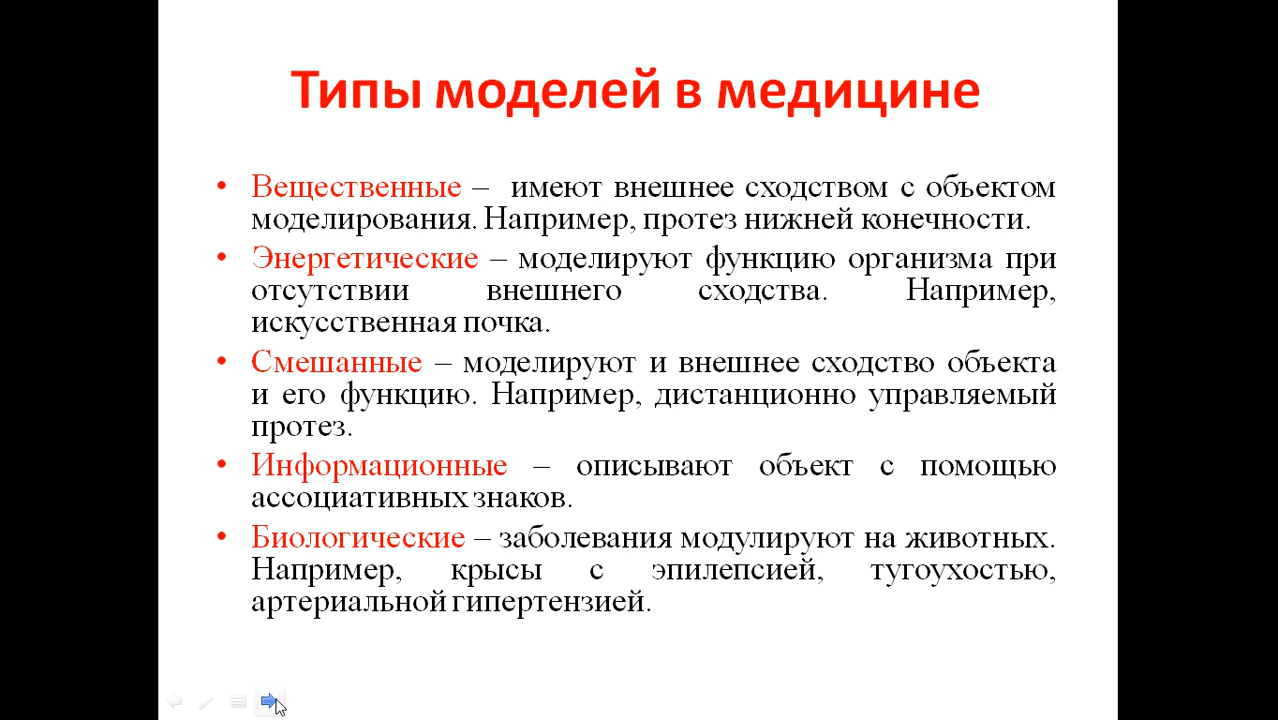 Типы моделей в медицине
• Вещественные – имеют внешнее сходством с объектом
моделирования. Например, протез нижней конечности.
• Энергетические – моделируют функцию организма при
отсутствии внешнего сходства. Например,
искусственная почка.
• Смешанные – моделируют и внешнее сходство объекта
и его функцию. Например, дистанционно управляемый
протез.
• Информационные – описывают объект с помощью
ассоциативных знаков.
• Биологические – заболевания модулируют на животных.
Например, крысы с эпилепсией, тугоухостью,
артериальной гипертензией.